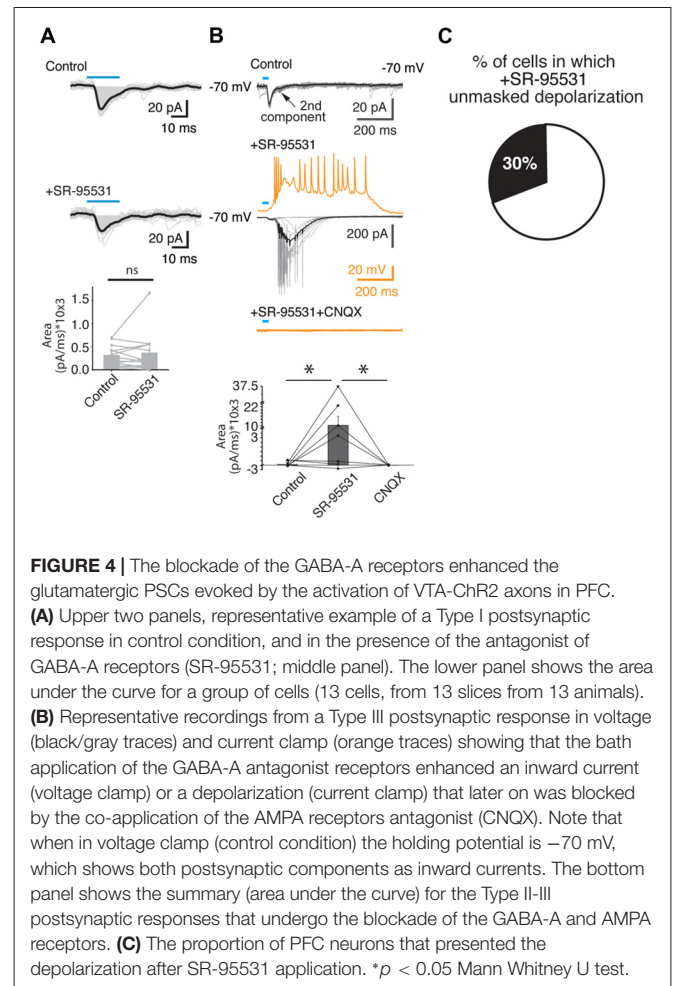 A
Control
-70 mV
20 pA
10 ms
+SR-95531
-70 mV
20 pA
10 ms
ns
Area
(pA/ms)*10x3
1.5
1.0
0.5
0.0
Control
SR-95531
B
Control
-70 mV
2nd
component
20 pA
200 ms
+SR-95531
200 pA
20 mV
200 ms
+SR-95531+CNQX
* *
Area
(pA/ms)*10x3
37.5
22
10
3
-3
Control
SR-95531
CNQX
C
% of cells in which
+SR-95531
unmasked depolarization
30%
FIGURE 4 | The blockade of the GABA-A receptors enhanced the
glutamatergic PSCs evoked by the activation of VTA-ChR2 axons in PFC.
(A) Upper two panels, representative example of a Type I postsynaptic
response in control condition, and in the presence of the antagonist of
GABA-A receptors (SR-95531; middle panel). The lower panel shows the area
under the curve for a group of cells (13 cells, from 13 slices from 13 animals).
(B) Representative recordings from a Type III postsynaptic response in voltage
(black/gray traces) and current clamp (orange traces) showing that the bath
application of the GABA-A antagonist receptors enhanced an inward current
(voltage clamp) or a depolarization (current clamp) that later on was blocked
by the co-application of the AMPA receptors antagonist (CNQX). Note that
when in voltage clamp (control condition) the holding potential is −70 mV,
which shows both postsynaptic components as inward currents. The bottom
panel shows the summary (area under the curve) for the Type II-III
postsynaptic responses that undergo the blockade of the GABA-A and AMPA
receptors. (C) The proportion of PFC neurons that presented the
depolarization after SR-95531 application. *p < 0.05 Mann Whitney U test.